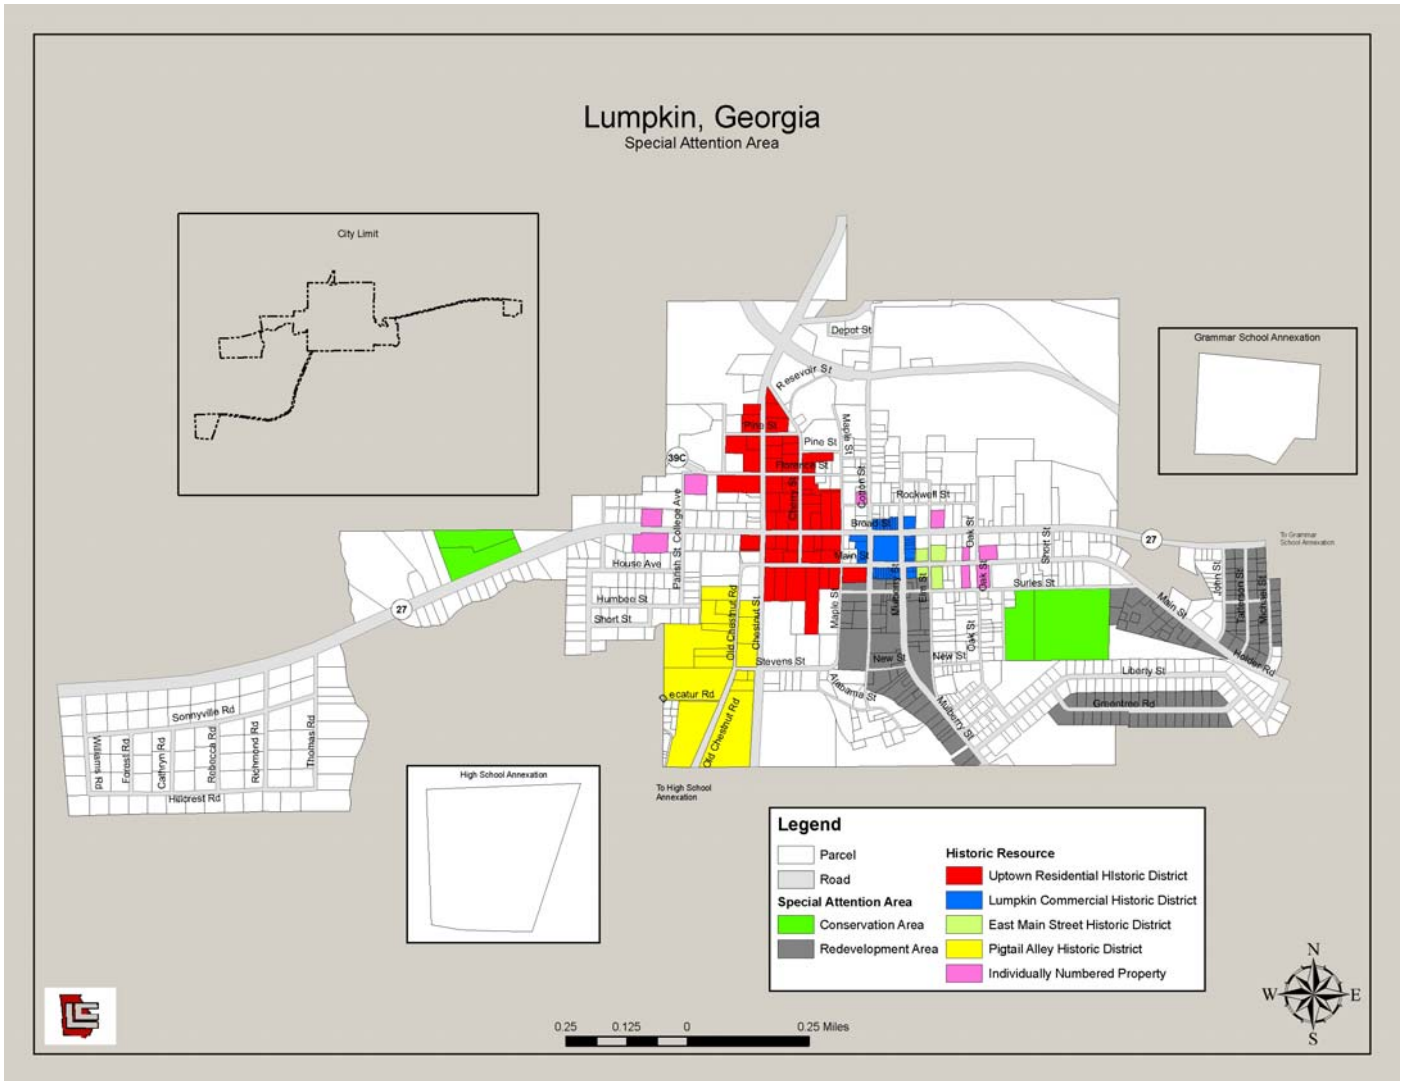 Lumpkin, Georgia
Special Attention Area
City Limit
Grammar School Annexation
Depot St
Resevoir St
Pine St
Pine St
Maple St
39C
Florence St
Cherry St
Cotton St
Rockwell St
College Ave
Broad St
Oak St
Short St
27
To Grammar
School Annexation
Main St
House Ave
Parish St
Mulberry St
Elm St
Oak St
Surles St
John St
Michael St
27
Humbee St
Short St
Old Chestnut Rd
Chestnut St
Maple St
Main St
Oak St
Stevens St
New St
New St
Holder Rd
Liberty St
Decatur Rd
Alabama St
Mulberry St
Greentree Rd
Old Chestnut Rd
Sonnyville Rd
Williams Rd
Forest Rd
Cathryn Rd
Rebecca Rd
Richmond Rd
Thomas Rd
Hillcrest Rd
High School Annexation
To High School
Annexation
Legend
Parcel
Road
Special Attention Area
Conservation Area
Redevelopment Area
Historic Resource
Uptown Residential HIstoric District
Lumpkin Commercial Historic District
East Main Street Historic District
Pigtail Alley Historic District
Individually Numbered Property
N
W
E
S
0.25 0.125 0 0.25 Miles